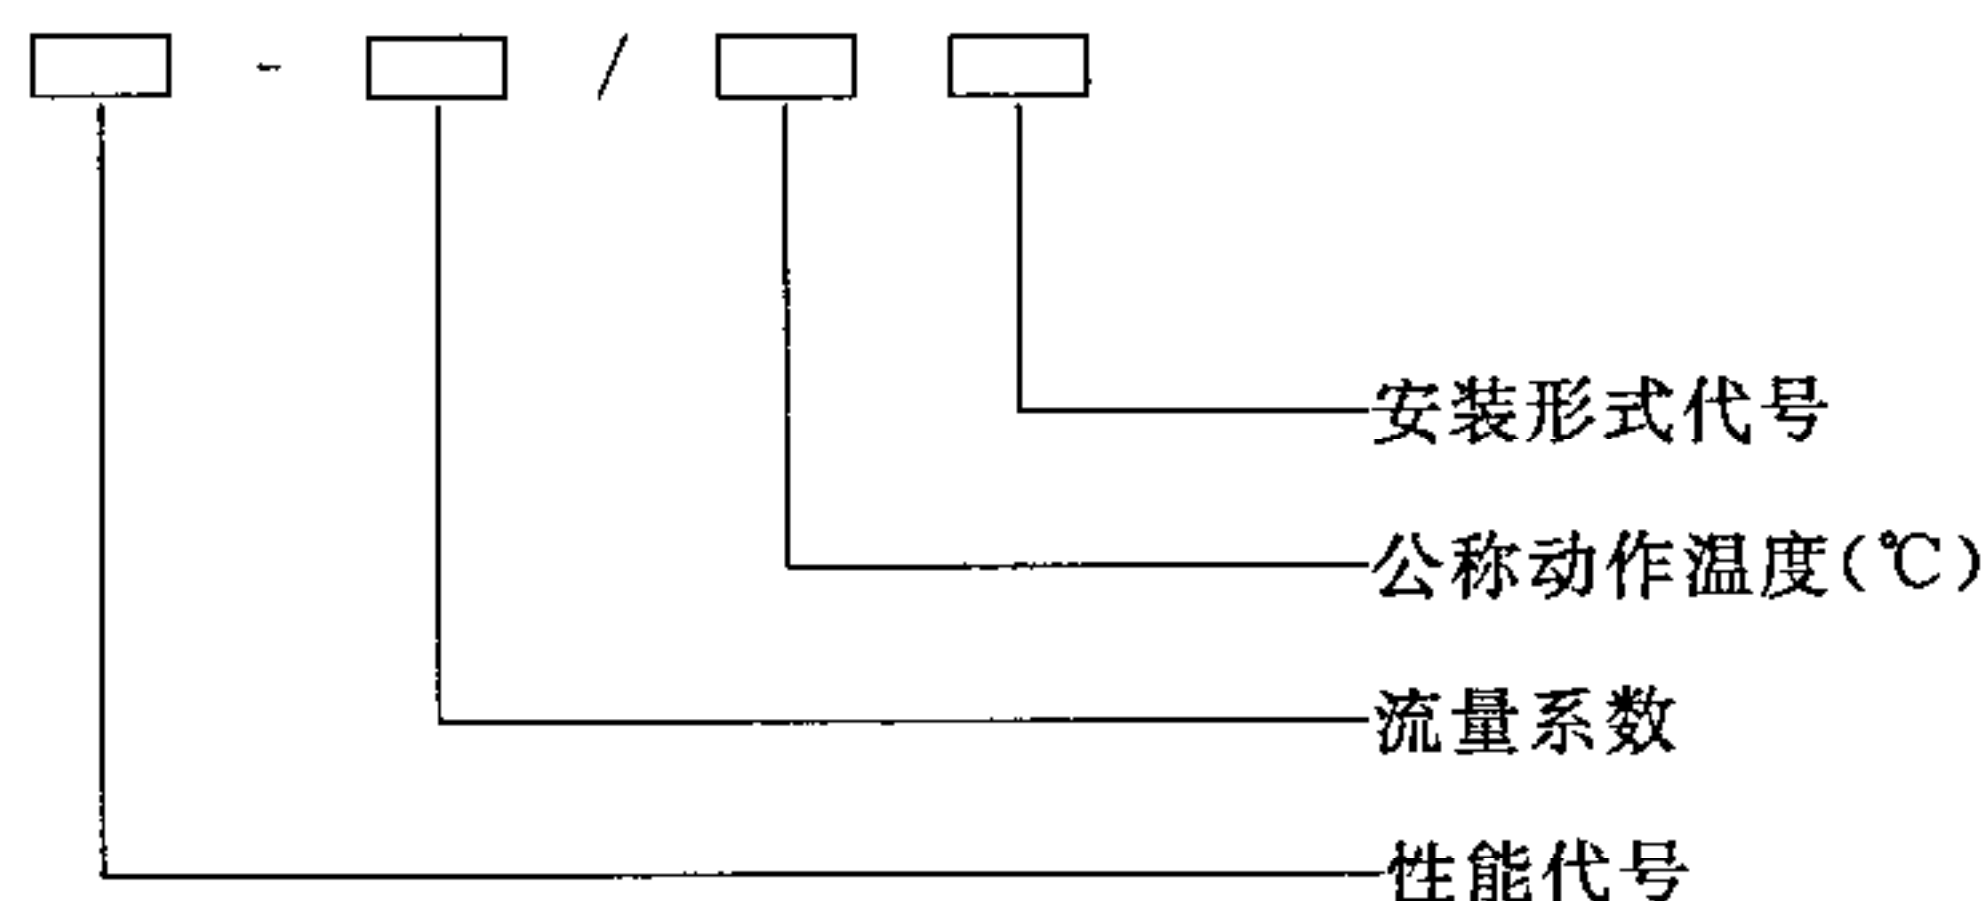 - /
安装形式代号
公称动作温度(℃)
流量系数
性能代号